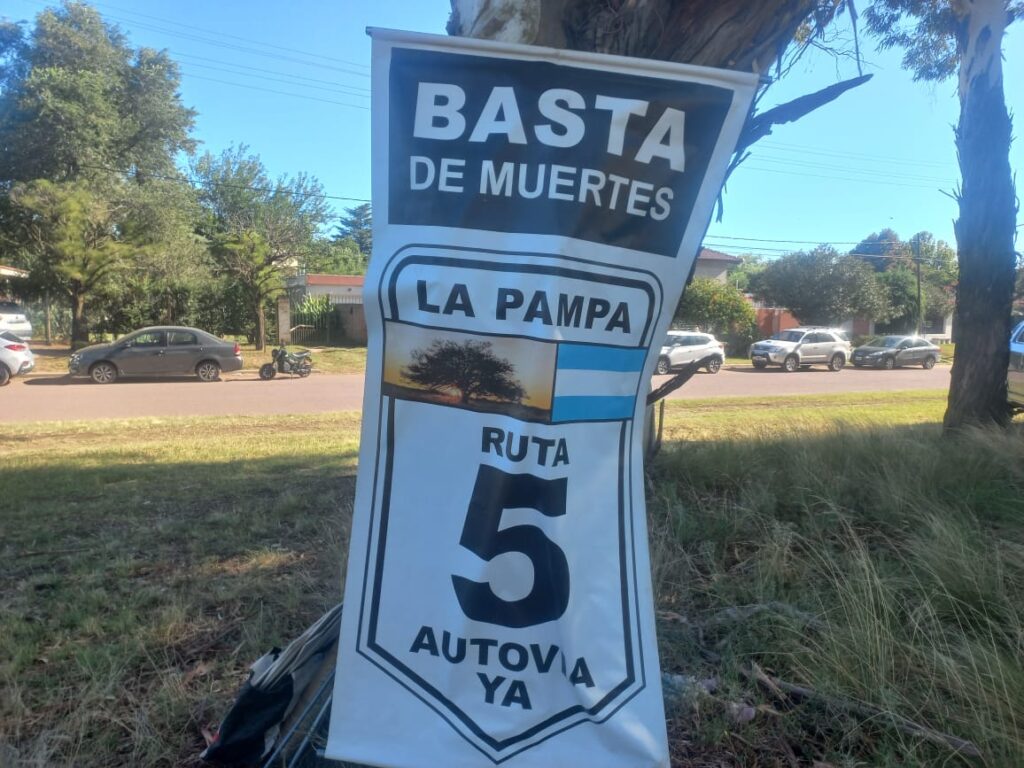 BASTA
DE MUERTES
LA PAMPA
RUTA
5
AUTOVIA
YA